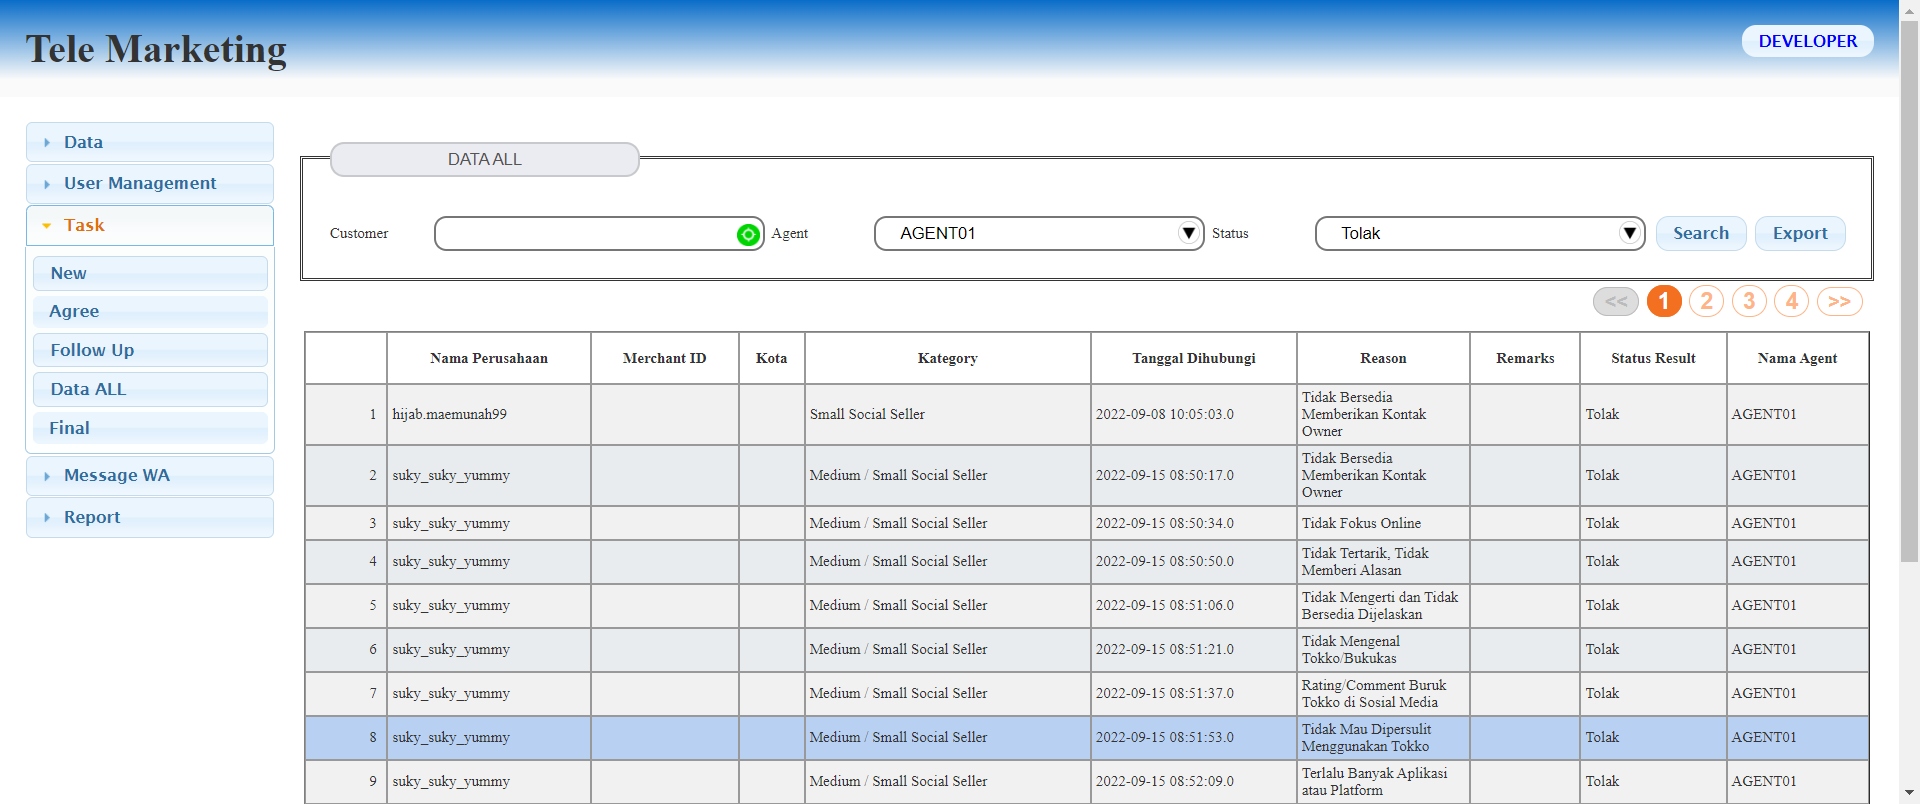 Tele Marketing
DEVELOPER
Data
User Management
Task
New
Agree
Follow Up
Data ALL
Final
Message WA
Report
DATA ALL
Customer Agent AGENT01 Status Tolak Search Export
<< 1 2 3 4 >>
Nama Perusahaan Merchant ID Kota Kategory Tanggal Dihubungi Reason Remarks Status Result Nama Agent
1 hijab.maemunah99 Small Social Seller 2022-09-08 10:05:03.0 Tidak Bersedia
Memberikan Kontak
Owner Tolak AGENT01
2 suky_suky_yummy Medium / Small Social Seller 2022-09-15 08:50:17.0 Tidak Bersedia
Memberikan Kontak
Owner Tolak AGENT01
3 suky_suky_yummy Medium / Small Social Seller 2022-09-15 08:50:34.0 Tidak Fokus Online Tolak AGENT01
4 suky_suky_yummy Medium / Small Social Seller 2022-09-15 08:50:50.0 Tidak Tertarik, Tidak
Memberi Alasan Tolak AGENT01
5 suky_suky_yummy Medium / Small Social Seller 2022-09-15 08:51:06.0 Tidak Mengerti dan Tidak
Bersedia Dijelaskan Tolak AGENT01
6 suky_suky_yummy Medium / Small Social Seller 2022-09-15 08:51:21.0 Tidak Mengenal
Tokko/Bukukas Tolak AGENT01
7 suky_suky_yummy Medium / Small Social Seller 2022-09-15 08:51:37.0 Rating/Comment Buruk
Tokko di Sosial Media Tolak AGENT01
8 suky_suky_yummy Medium / Small Social Seller 2022-09-15 08:51:53.0 Tidak Mau Dipersulit
Menggunakan Tokko Tolak AGENT01
9 suky_suky_yummy Medium / Small Social Seller 2022-09-15 08:52:09.0 Terlalu Banyak Aplikasi
atau Platform Tolak AGENT01